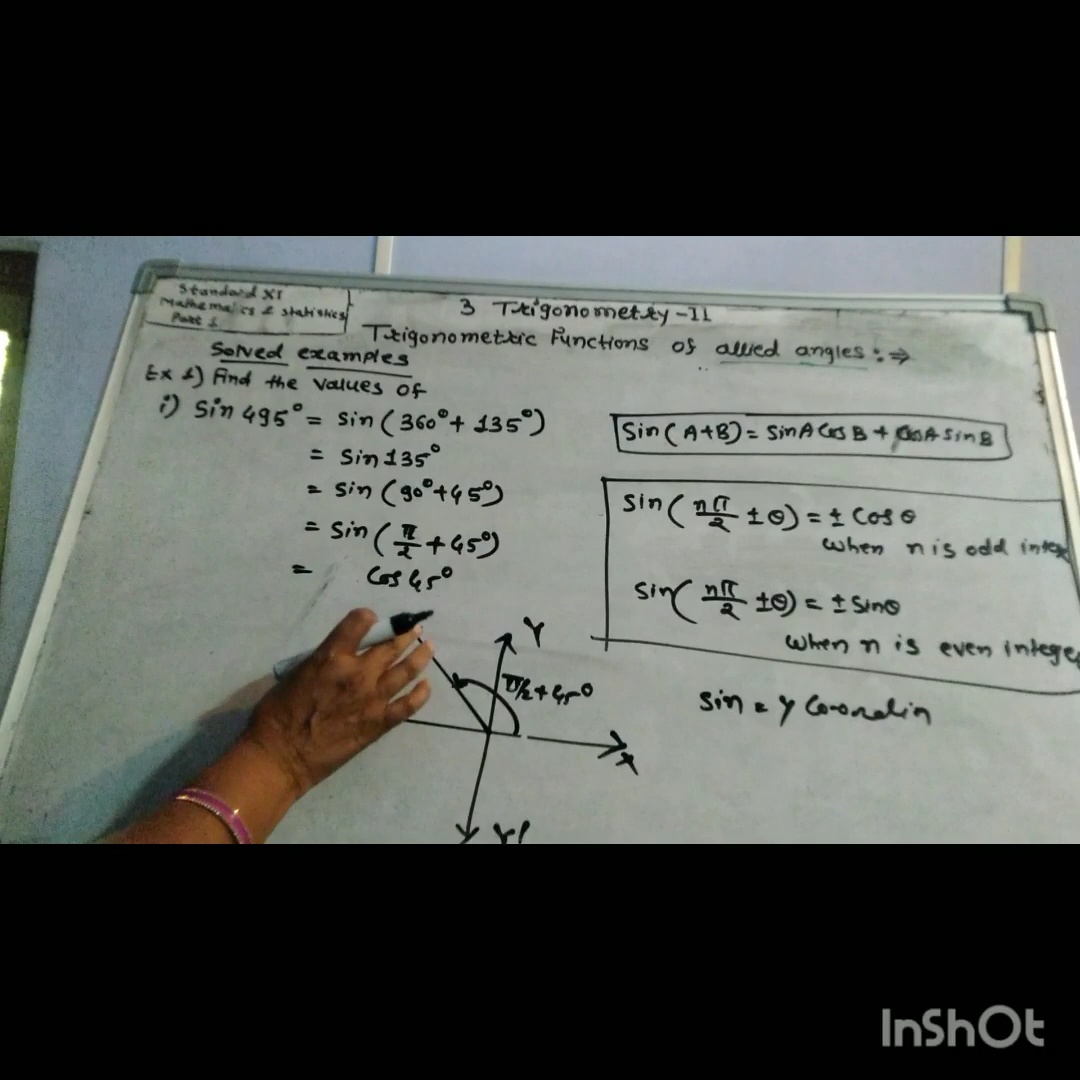 Standard XI
Mathematics & statistics
Part 1
3 Trigonometry-II
Trigonometric Functions of allied angles :⇒
Solved examples
Ex 1) Find the values of
i) Sin 495° = Sin (360° + 135°)
= Sin 135°
= Sin (90° + 45°)
= Sin (π/2 + 45°)
= Cos 45°
Sin (A+B) = SinA CosB + CosA SinB
Sin (nπ/2 ± θ) = ± Cos θ
when n is odd
Sin (nπ/2 ± θ) = ± Sinθ
when n is even
Sin = y
Y
π/2 + 45°
X
Y'
InShOt